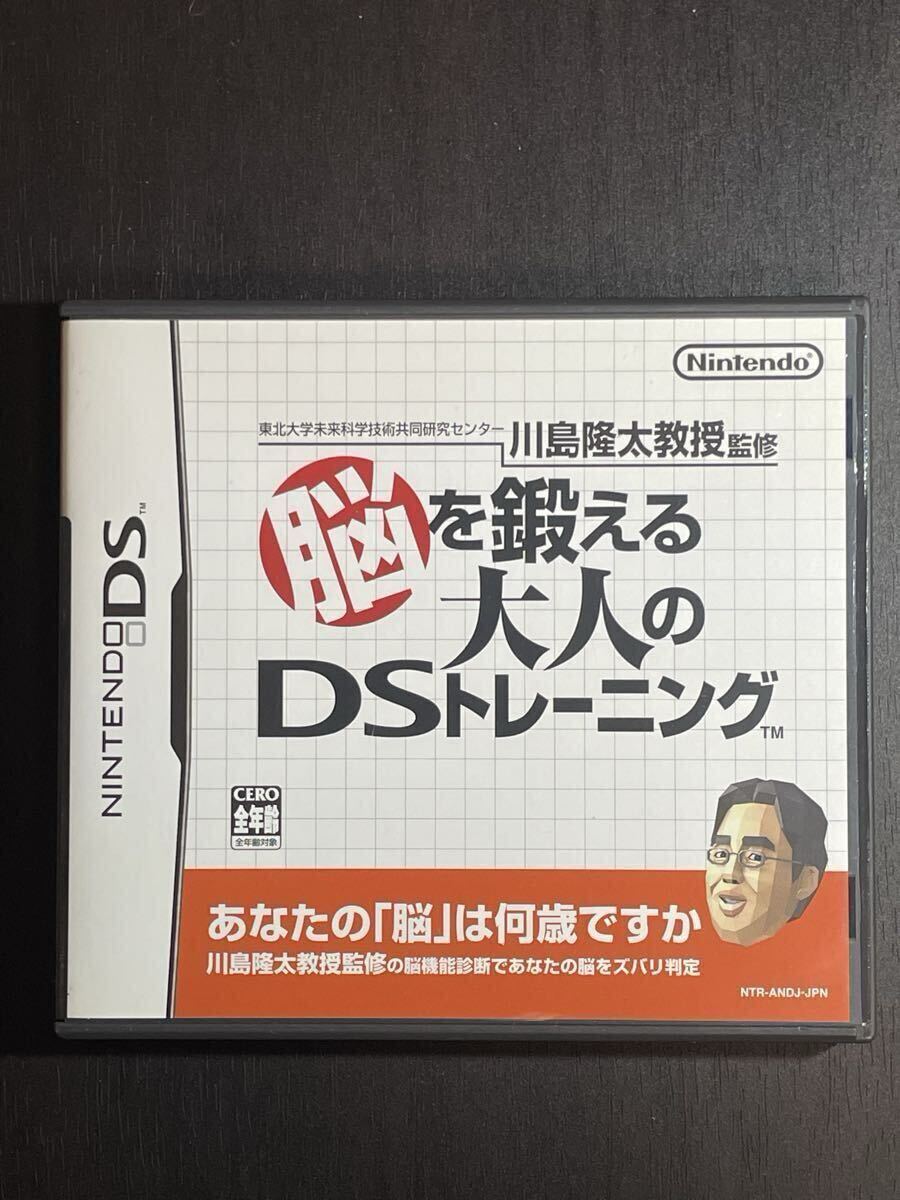 Nintendo®
東北大学未来科学技術共同研究センター
川島隆太教授監修
脳を鍛える
大人の
DSトレーニング™
NINTENDO DS™
CERO
全年齢
全年齢対象
あなたの「脳」は何歳ですか
川島隆太教授監修の脳機能診断であなたの脳をズバリ判定
NTR-ANDJ-JPN